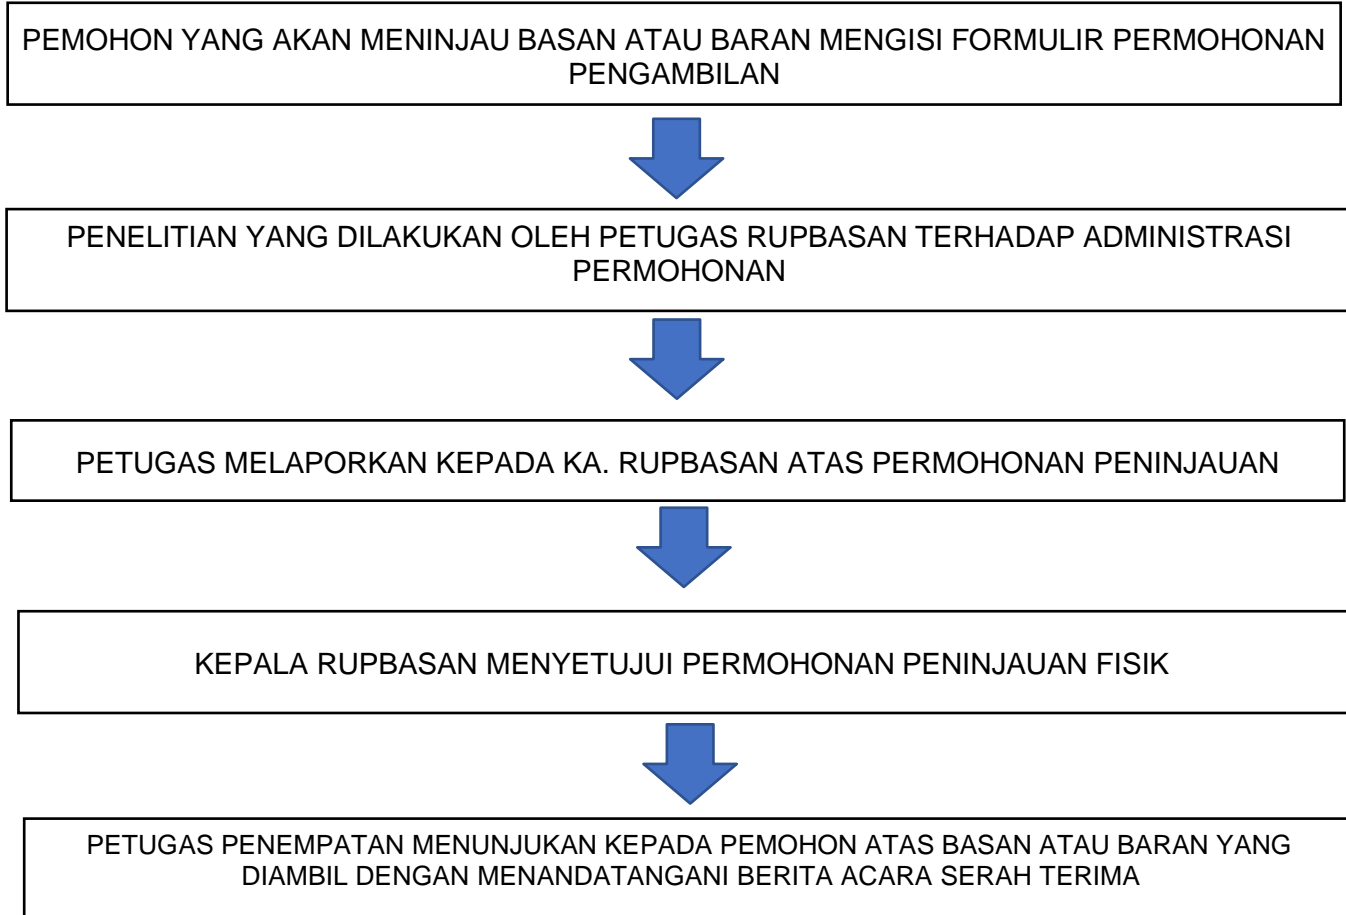 PEMOHON YANG AKAN MENINJAU BASAN ATAU BARAN MENGISI FORMULIR PERMOHONAN
PENGAMBILAN
PENELITIAN YANG DILAKUKAN OLEH PETUGAS RUPBASAN TERHADAP ADMINISTRASI
PERMOHONAN
PETUGAS MELAPORKAN KEPADA KA. RUPBASAN ATAS PERMOHONAN PENINJAUAN
KEPALA RUPBASAN MENYETUJUI PERMOHONAN PENINJAUAN FISIK
PETUGAS PENEMPATAN MENUNJUKAN KEPADA PEMOHON ATAS BASAN ATAU BARAN YANG
DIAMBIL DENGAN MENANDATANGANI BERITA ACARA SERAH TERIMA